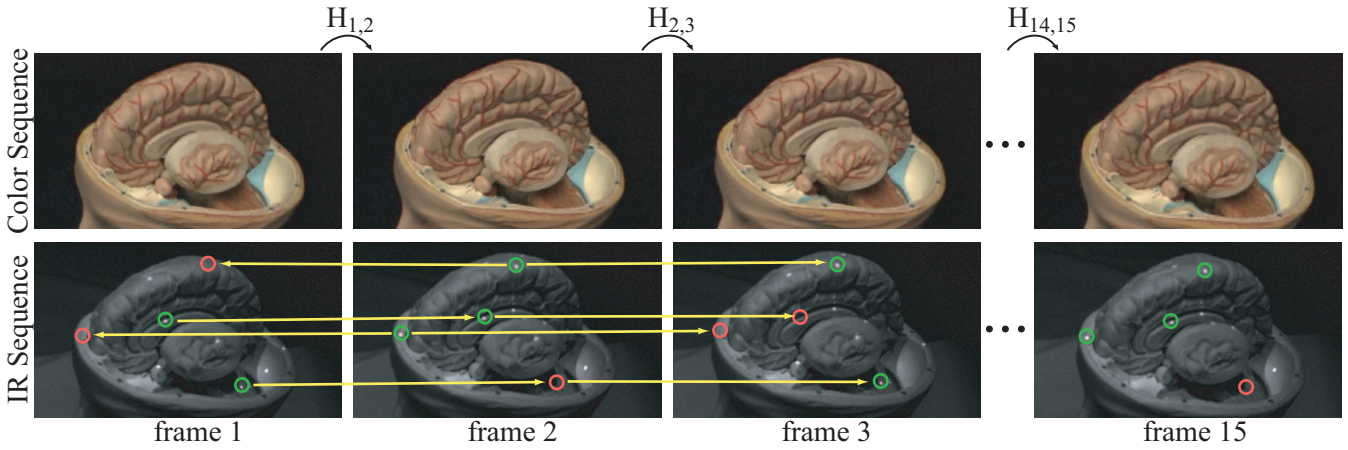 H1,2
H2,3
H14,15
Color Sequence
IR Sequence
frame 1
frame 2
frame 3
frame 15